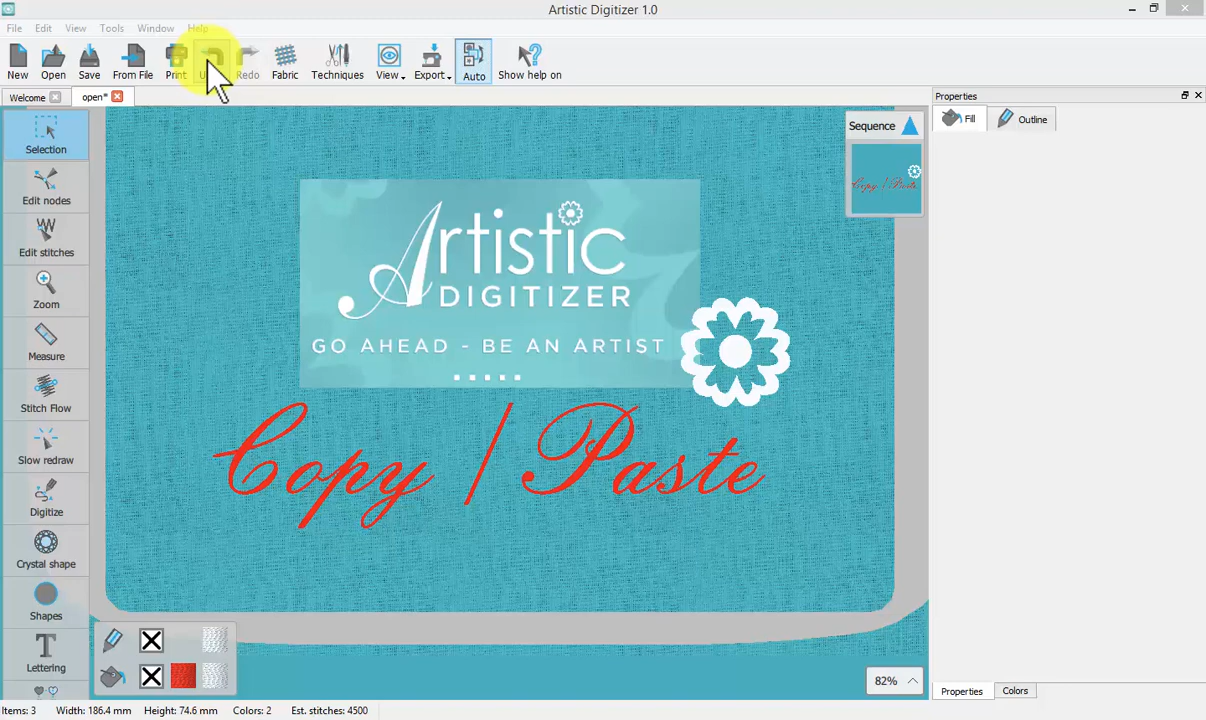 Artistic Digitizer 1.0
File Edit View Tools Window Help
New Open Save From File Print Redo Fabric Techniques View Export Auto Show help on
Welcome open*
Properties
Fill Outline
Selection
Edit nodes
Edit stitches
Zoom
Measure
Stitch Flow
Slow redraw
Digitize
Crystal shape
Shapes
Lettering
Sequence
Copy / Paste
Artistic
DIGITIZER
GO AHEAD - BE AN ARTIST
Copy / Paste
82%
Properties Colors
Items: 3 Width: 186.4 mm Height: 74.6 mm Colors: 2 Est. stitches: 4500